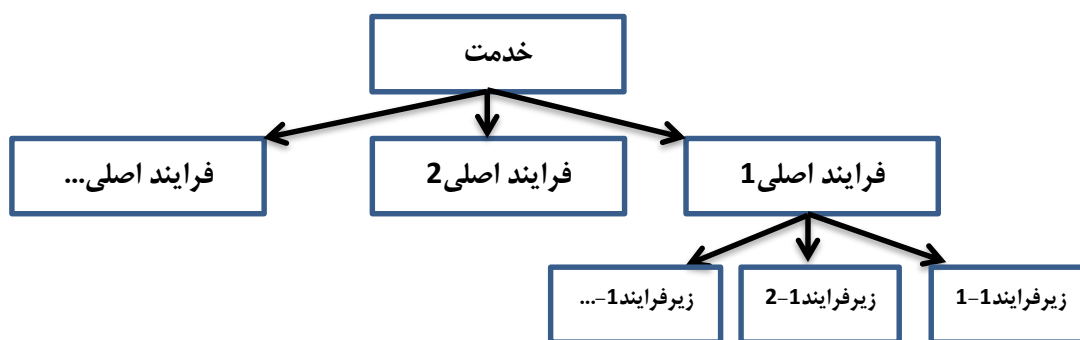 خدمت
فرایند اصلی1
فرایند اصلی2
فرایند اصلی...
زیرفرایند1-1
زیرفرایند1-2
زیرفرایند1-...